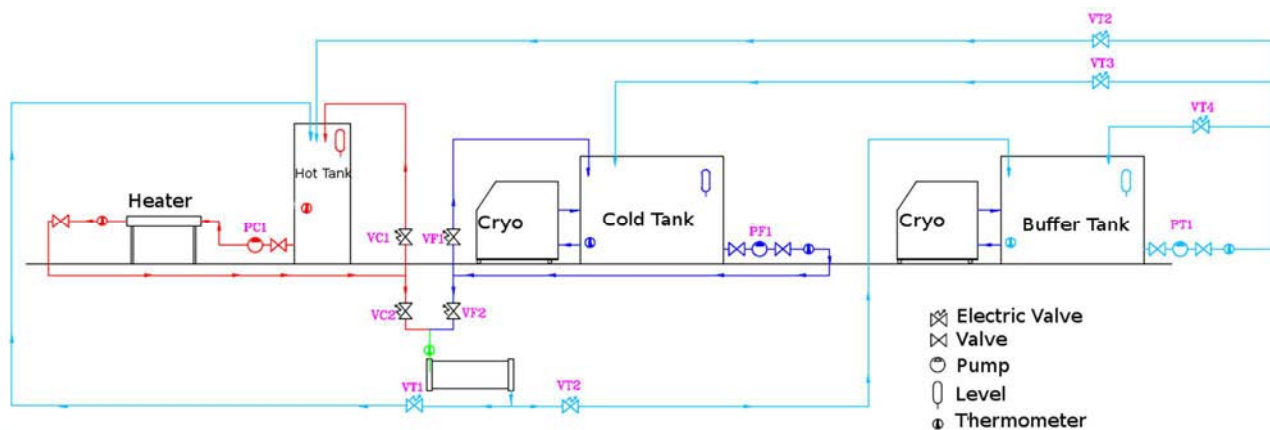 VT2
VT3
VT4
Hot Tank
Heater
Cryo
Cold Tank
Cryo
Buffer Tank
PC1
VC1
VF1
PF1
PT1
VC2
VF2
Electric Valve
Valve
Pump
Level
Thermometer
VT1
VT2